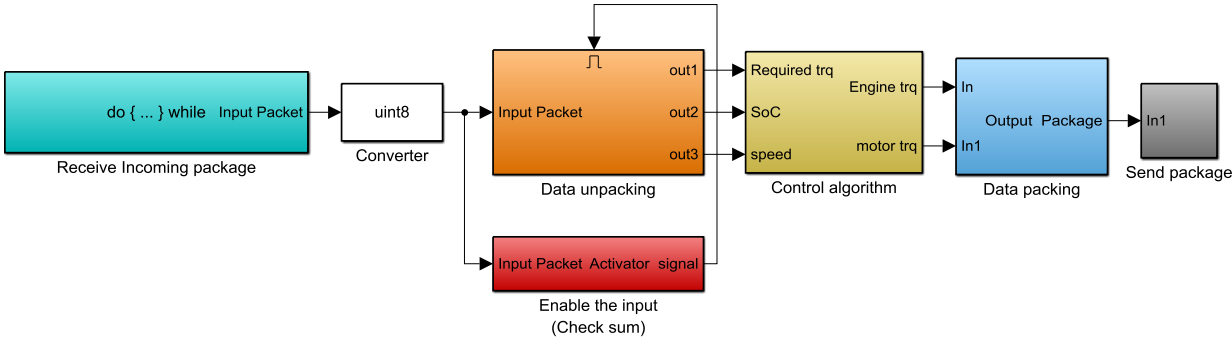 do { ... } while Input Packet
Receive Incoming package
uint8
Converter
Input Packet
out1
out2
out3
Data unpacking
Input Packet Activator signal
Enable the input
(Check sum)
Required trq
SoC
speed
Engine trq
motor trq
Control algorithm
In
In1
Output Package
Data packing
In1
Send package